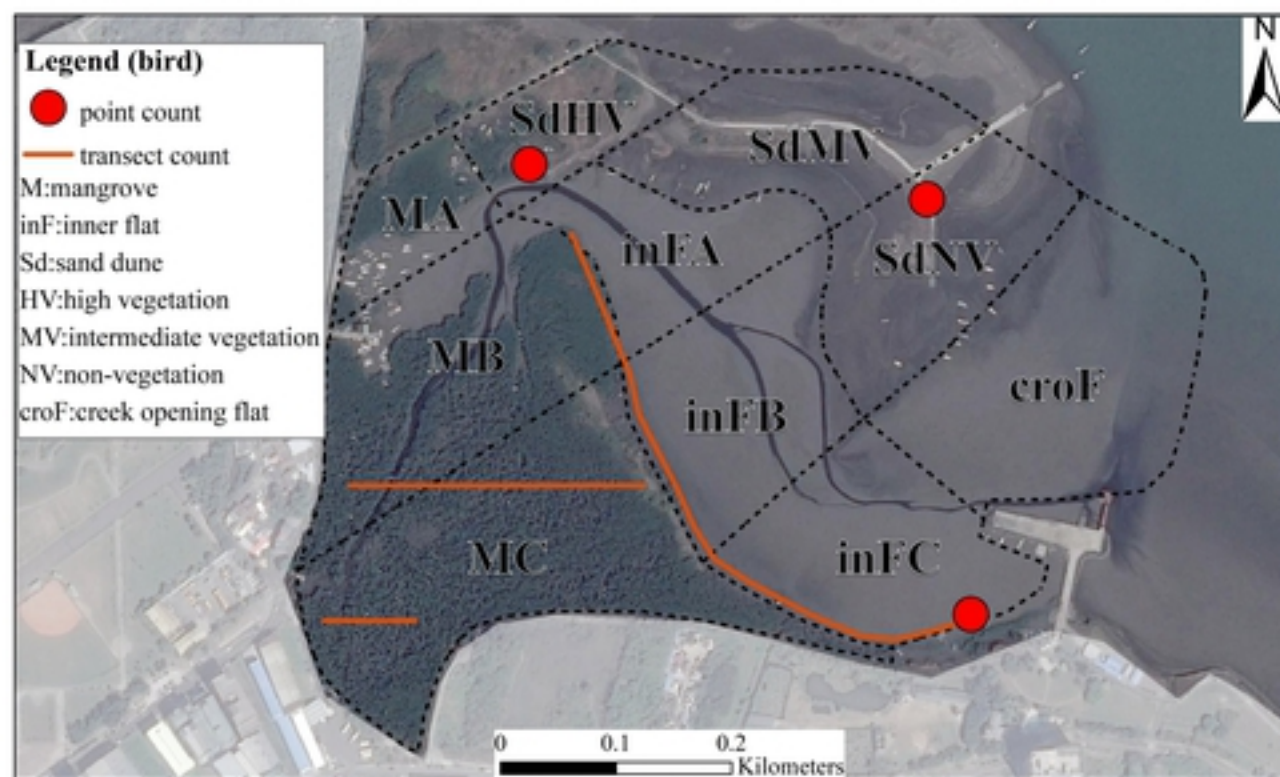 Legend (bird)
point count
transect count
M:mangrove
inF:inner flat
Sd:sand dune
HV:high vegetation
MV:intermediate vegetation
NV:non-vegetation
croF:creek opening flat
N
SdHV
SdMV
MA
inFA
SdNV
MB
inFB
croF
MC
inFC
0 0.1 0.2
Kilometers